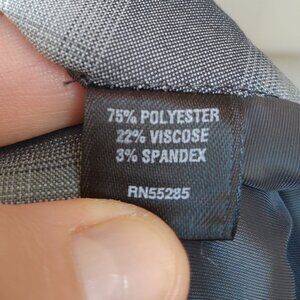 75% POLYESTER
22% VISCOSE
3% SPANDEX
RN55285